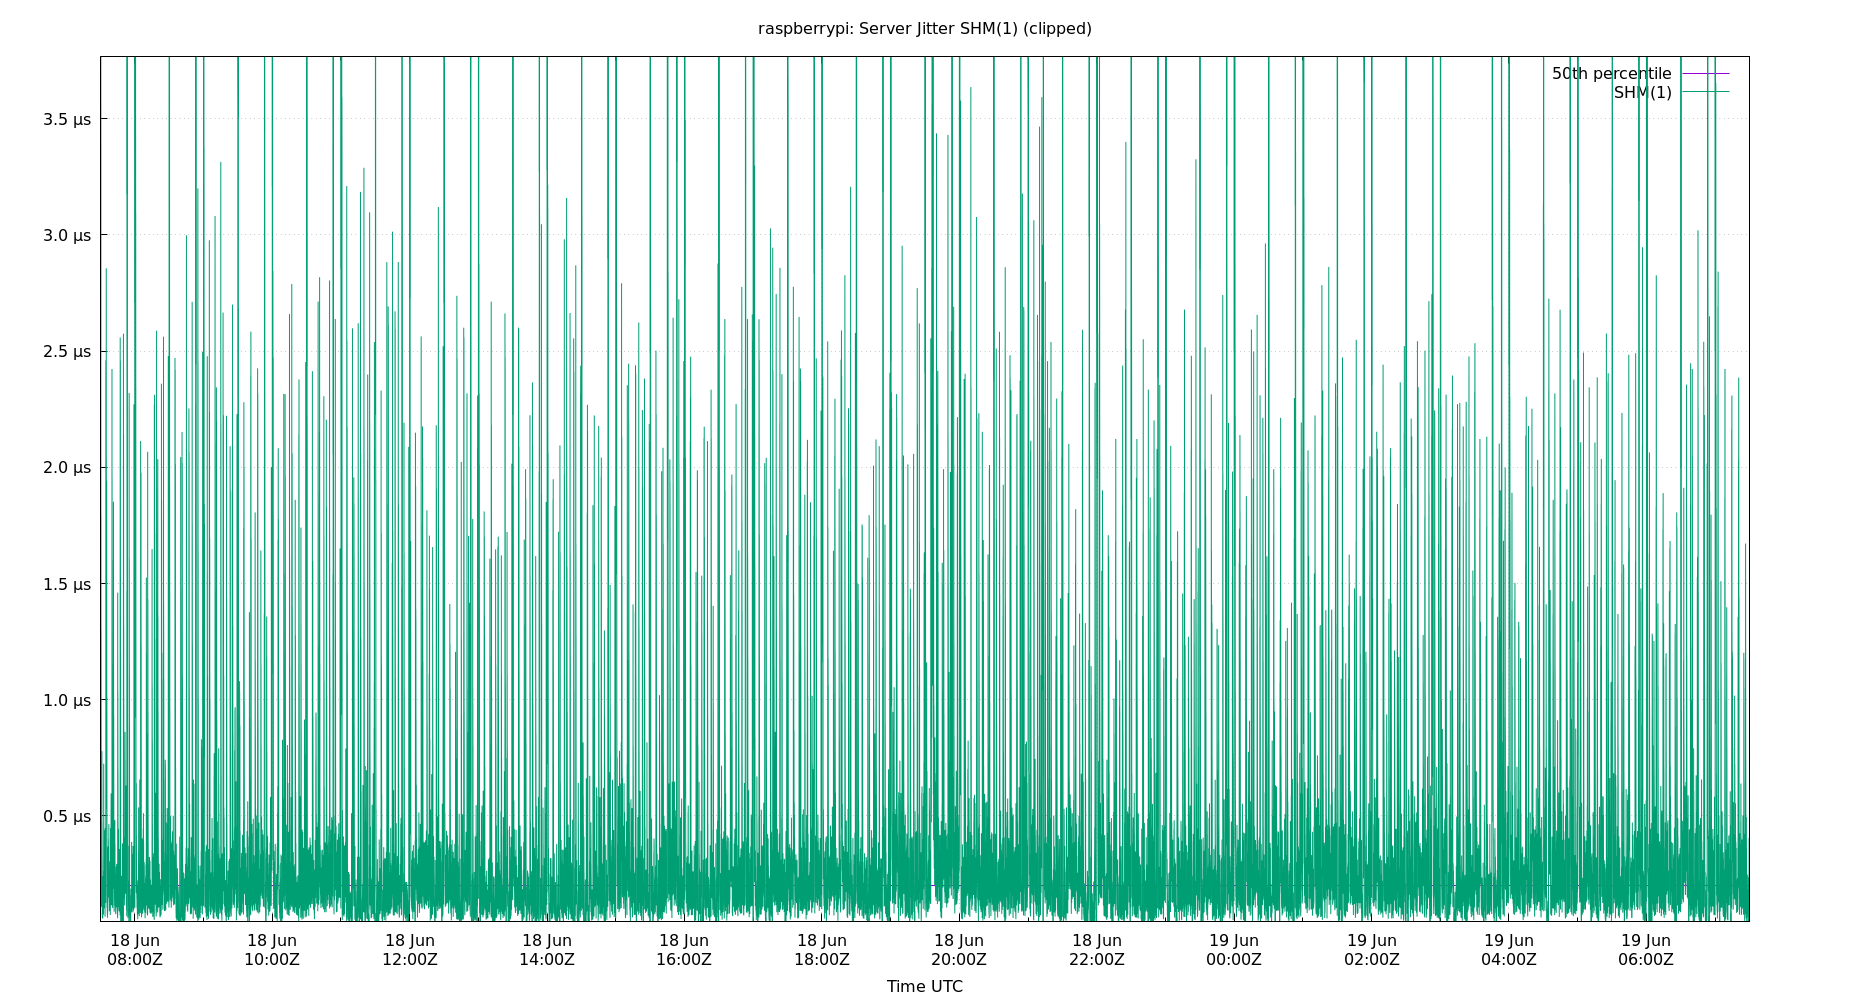 raspberrypi: Server Jitter SHM(1) (clipped)
50th percentile
SHM(1)
3.5 µs
3.0 µs
2.5 µs
2.0 µs
1.5 µs
1.0 µs
0.5 µs
18 Jun 18 Jun 18 Jun 18 Jun 18 Jun 18 Jun 18 Jun 18 Jun 19 Jun 19 Jun 19 Jun 19 Jun
08:00Z 10:00Z 12:00Z 14:00Z 16:00Z 18:00Z 20:00Z 22:00Z 00:00Z 02:00Z 04:00Z 06:00Z
Time UTC